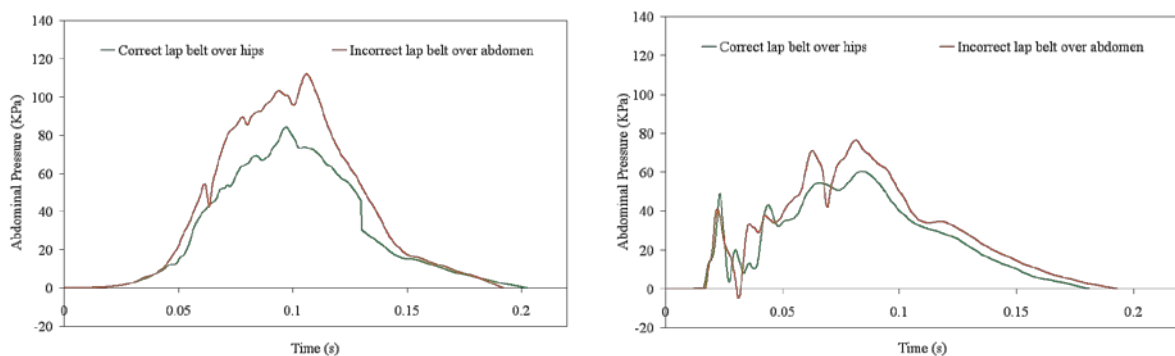 140
120
100
80
60
40
20
0
-20
Abdominal Pressure (KPa)
Correct lap belt over hips
Incorrect lap belt over abdomen
0 0.05 0.1 0.15 0.2
Time (s)
140
120
100
80
60
40
20
0
-20
Abdominal Pressure (KPa)
Correct lap belt over hips
Incorrect lap belt over abdomen
0 0.05 0.1 0.15 0.2
Time (s)